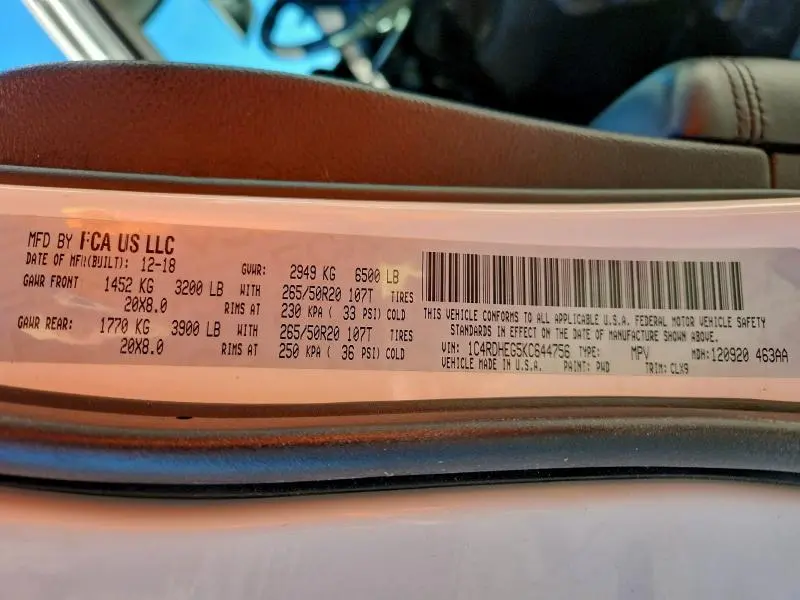 MFD BY FCA US LLC
DATE OF MFR(BUILT): 12-18 GVWR: 2949 KG 6500 LB
GAWR FRONT 1452 KG 3200 LB WITH 265/50R20 107T TIRES
20X8.0 RIMS AT 230 KPA ( 33 PSI) COLD
GAWR REAR: 1770 KG 3900 LB WITH 265/50R20 107T TIRES
20X8.0 RIMS AT 250 KPA ( 36 PSI) COLD
THIS VEHICLE CONFORMS TO ALL APPLICABLE U.S.A. FEDERAL MOTOR VEHICLE SAFETY
STANDARDS IN EFFECT ON THE DATE OF MANUFACTURE SHOWN ABOVE.
VIN: 1C4RDHEG5KC644756 TYPE: MPV MDH: 120920 463AA
VEHICLE MADE IN U.S.A. PAINT: PWD TRIM: CLX9